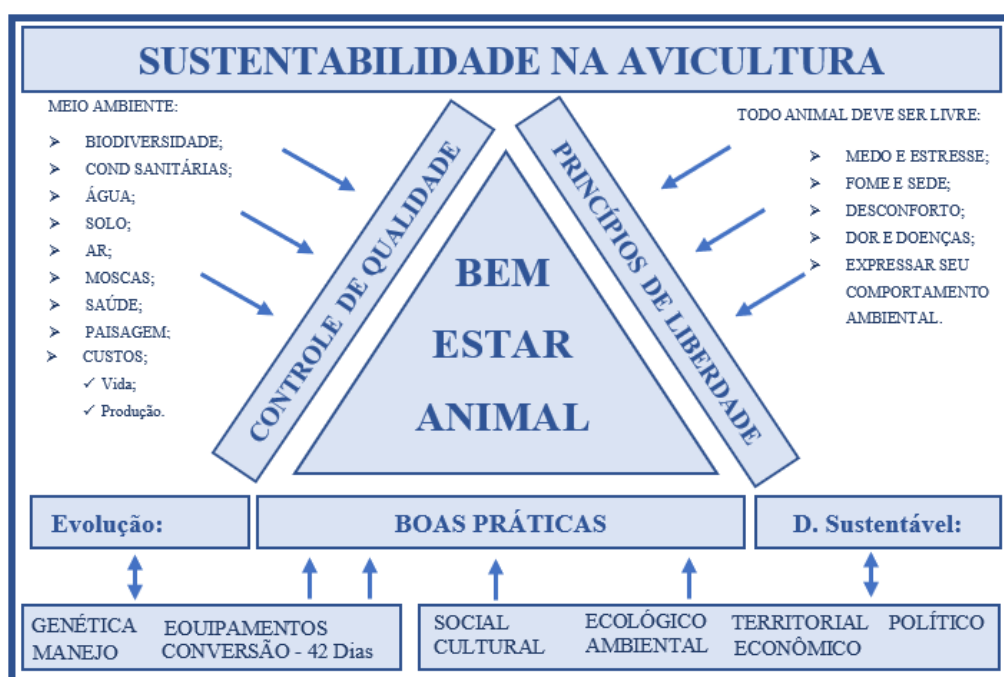 SUSTENTABILIDADE NA AVICULTURA
MEIO AMBIENTE:
➤ BIODIVERSIDADE;
➤ COND SANITÁRIAS;
➤ ÁGUA;
➤ SOLO;
➤ AR;
➤ MOSCAS;
➤ SAÚDE;
➤ PAISAGEM;
➤ CUSTOS;
✓ Vida;
✓ Produção.
CONTROLE DE QUALIDADE
BEM
ESTAR
ANIMAL
PRINCÍPIOS DE LIBERDADE
TODO ANIMAL DEVE SER LIVRE:
➤ MEDO E ESTRESSE;
➤ FOME E SEDE;
➤ DESCONFORTO;
➤ DOR E DOENÇAS;
➤ EXPRESSAR SEU
COMPORTAMENTO
AMBIENTAL.
Evolução:
BOAS PRÁTICAS
D. Sustentável:
GENÉTICA EQUIPAMENTOS
MANEJO CONVERSÃO - 42 Dias
SOCIAL ECOLÓGICO TERRITORIAL POLÍTICO
CULTURAL AMBIENTAL ECONÔMICO